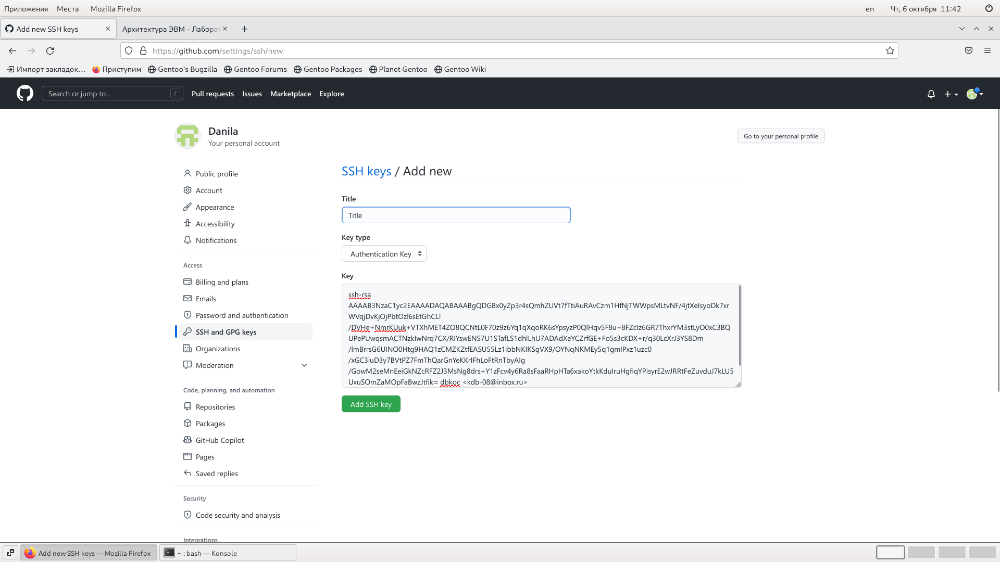 Приложения Места Mozilla Firefox en Чт, 6 октября 11:42
Add new SSH keys Архитектура ЭВМ - Лаборат
https://github.com/settings/ssh/new
Импорт закладок... Приступим Gentoo's Bugzilla Gentoo Forums Gentoo Packages Planet Gentoo Gentoo Wiki
Search or jump to... / Pull requests Issues Marketplace Explore
Danila
Your personal account
Go to your personal profile
Public profile
Account
Appearance
Accessibility
Notifications
Access
Billing and plans
Emails
Password and authentication
SSH and GPG keys
Organizations
Moderation
Code, planning, and automation
Repositories
Packages
GitHub Copilot
Pages
Saved replies
Security
Code security and analysis
Integrations
SSH keys / Add new
Title
Title
Key type
Authentication Key
Key
ssh-rsa
AAAAB3NzaC1yc2EAAAADAQABAAABgQDGBx0yZp3r4sQmhZUVt7fTtiAuRAvCzm1HfNjTWWpsMLtvNF/4jtXeIsyoDk7xr
WVqjDvKjOjPbtOzl6sEtGhCLI
/DVHe+NmrKUuk+VTXhMET4ZO8QCNtL0F70z9z6Yq1qXqoRK6sYpsyzP0QlHqv5F8u+8FZcIz6GR7ThxrYM3stLyO0xC3BQ
UPePUwqsmACTNzkIwNrq7CX/RIYswENS7U1STafLS1dhlLhU7ADAdXeYCZrfGE+Fo5s3cKDX+r/q30LcXrJ3YS8Dm
/lmBrrsG6UINO0Htg9HAQ1zCMZKZtfEASU55Lz1ibbNKIKSgVX9/OYNqNKMEy5q1gmlPxz1uzc0
/xGC3iuD3y7BVtPZ7FmThQarGnYeKKrIFhLoFtRnTbyAIg
/GowM2seMnEeiGkNZcRFZ2J3MsNg8drs+Y1zFcv4y6Ra8sFaaRHpHTa6xakoYtkKduIruHgfiqYPisyrE2wJRRtFeZuvduJ7kLU5
UxuSOmZaMOpFaBwzJtfik= dbkoc <kdb-08@inbox.ru>
Add SSH key
Add new SSH keys — Mozilla Firefox ~ : bash — Konsole